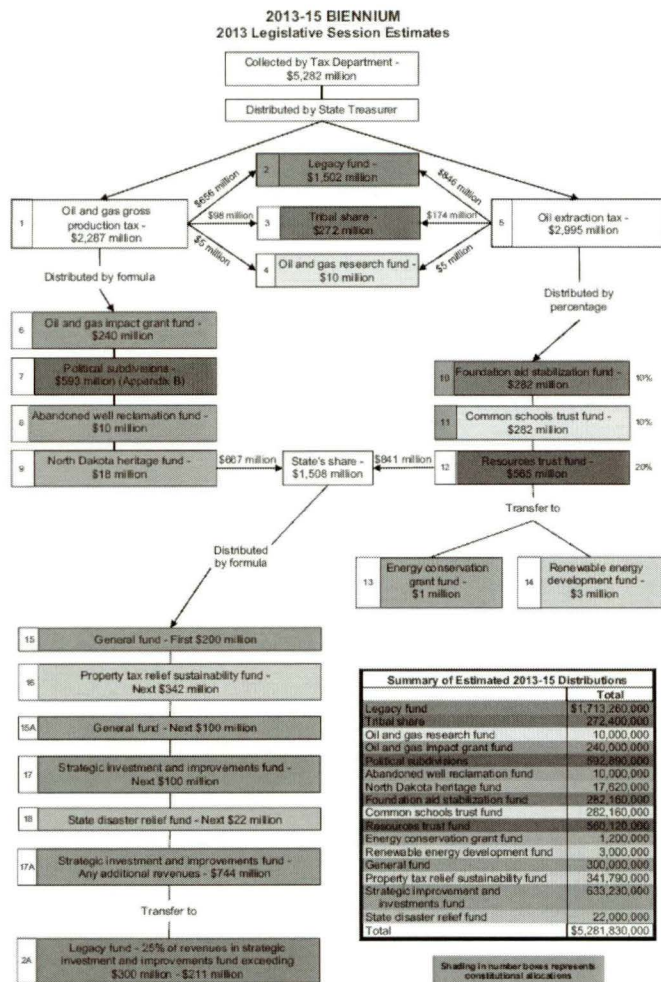 2013-15 BIENNIUM
2013 Legislative Session Estimates
Collected by Tax Department -
$5,282 million
Distributed by State Treasurer
2
Legacy fund -
$1,502 million
$656 million
$846 million
1
Oil and gas gross
production tax -
$2,287 million
$98 million
3
Tribal share -
$272 million
$174 million
5
Oil extraction tax -
$2,995 million
$5 million
4
Oil and gas research fund -
$10 million
$5 million
Distributed by formula
Distributed by
percentage
6
Oil and gas impact grant fund -
$240 million
7
Political subdivisions -
$593 million (Appendix B)
8
Abandoned well reclamation fund -
$10 million
9
North Dakota heritage fund -
$18 million
10
Foundation aid stabilization fund -
$282 million
10%
11
Common schools trust fund -
$282 million
10%
12
Resources trust fund -
$565 million
20%
$667 million
State's share -
$1,508 million
$841 million
Transfer to
13
Energy conservation
grant fund -
$1 million
14
Renewable energy
development fund -
$3 million
Distributed
by formula
15
General fund - First $200 million
16
Property tax relief sustainability fund -
Next $342 million
15A
General fund - Next $100 million
17
Strategic investment and improvements fund -
Next $100 million
18
State disaster relief fund - Next $22 million
17A
Strategic investment and improvements fund -
Any additional revenues - $744 million
Transfer to
2A
Legacy fund - 25% of revenues in strategic
investment and improvements fund exceeding
$300 million - $211 million
Summary of Estimated 2013-15 Distributions
Total
Legacy fund $1,713,260,000
Tribal share 272,400,000
Oil and gas research fund 10,000,000
Oil and gas impact grant fund 240,000,000
Political subdivisions 592,890,000
Abandoned well reclamation fund 10,000,000
North Dakota heritage fund 17,620,000
Foundation aid stabilization fund 282,160,000
Common schools trust fund 282,160,000
Resources trust fund 560,120,000
Energy conservation grant fund 1,200,000
Renewable energy development fund 3,000,000
General fund 300,000,000
Property tax relief sustainability fund 341,790,000
Strategic improvement and 633,230,000
investments fund
State disaster relief fund 22,000,000
Total $5,281,830,000
Shading in number boxes represents
constitutional allocations